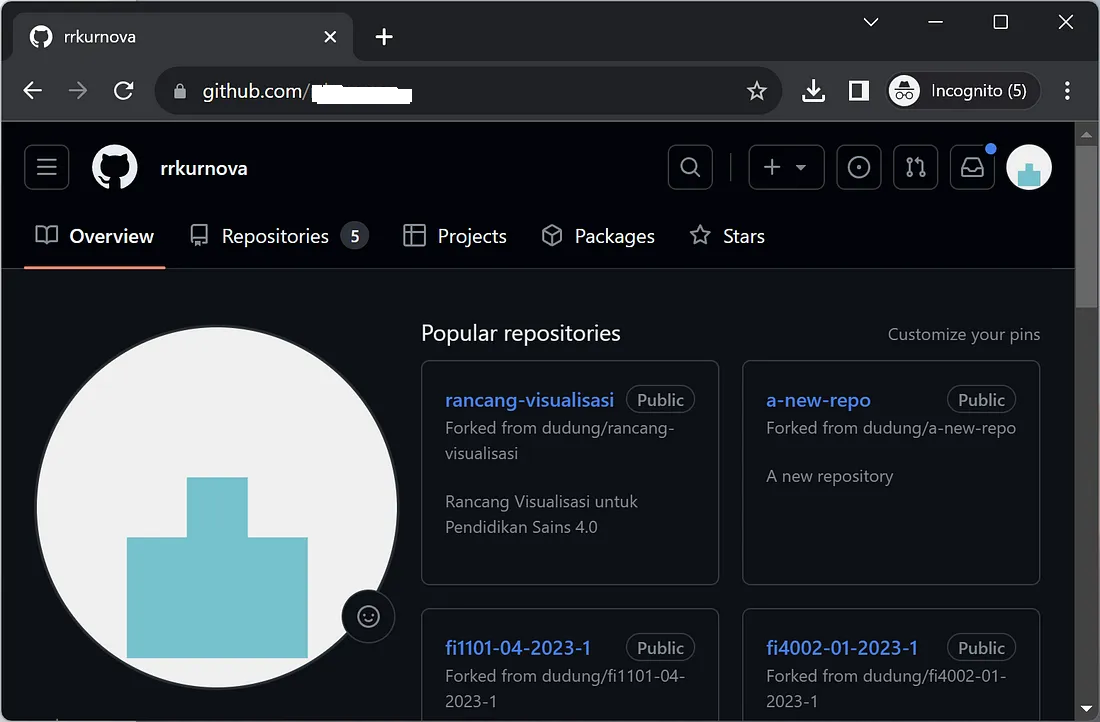 rrkurnova
github.com/
Incognito (5)
rrkurnova
Overview Repositories 5 Projects Packages Stars
Popular repositories Customize your pins
rancang-visualisasi Public
Forked from dudung/rancang-
visualisasi
Rancang Visualisasi untuk
Pendidikan Sains 4.0
a-new-repo Public
Forked from dudung/a-new-repo
A new repository
fi1101-04-2023-1 Public
Forked from dudung/fi1101-04-
2023-1
fi4002-01-2023-1 Public
Forked from dudung/fi4002-01-
2023-1